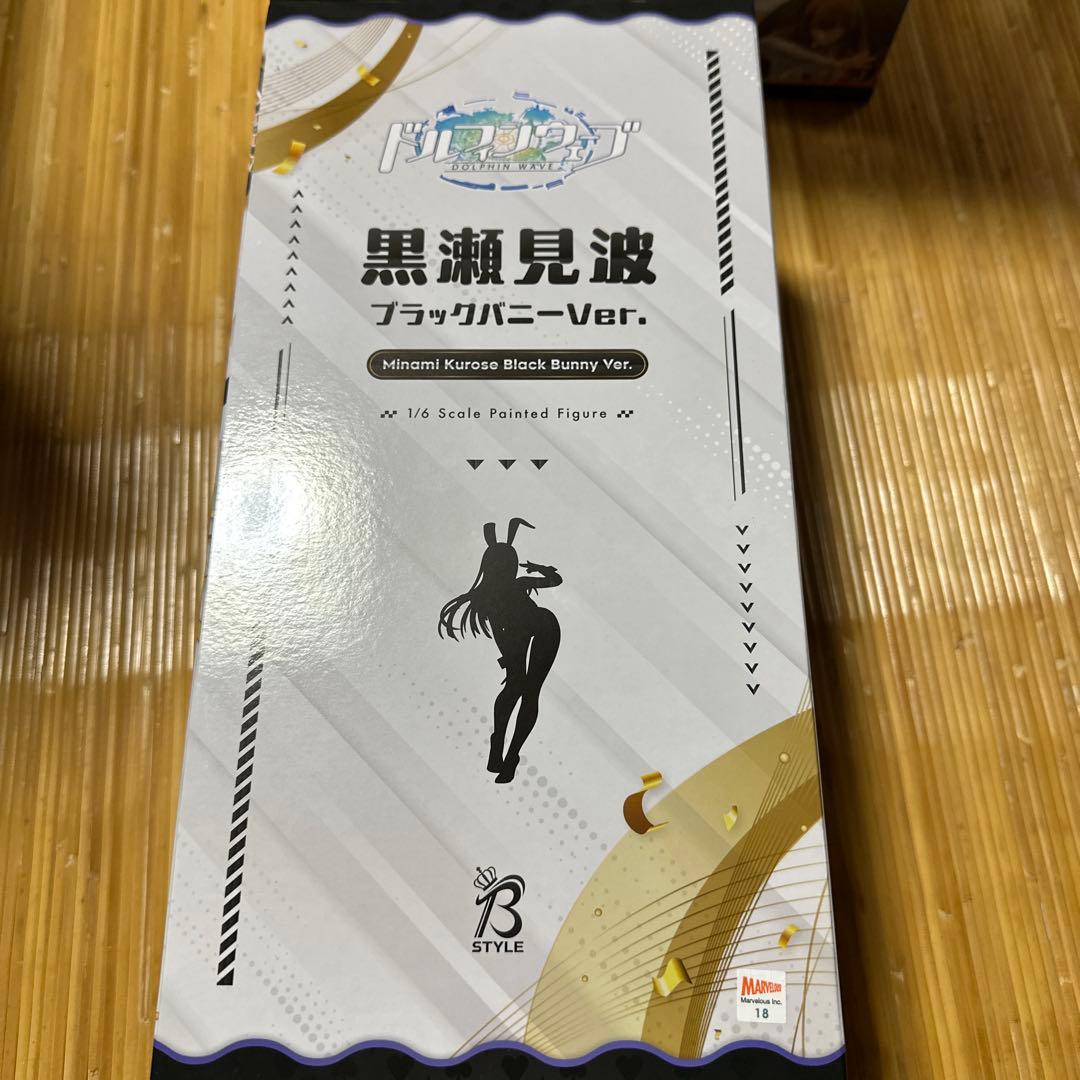 ドルフィンウェーブ
DOLPHIN WAVE
黒瀬見波
ブラックバニーVer.
Minami Kurose Black Bunny Ver.
1/6 Scale Painted Figure
B
STYLE
MARVELOUS
Marvelous Inc.
18